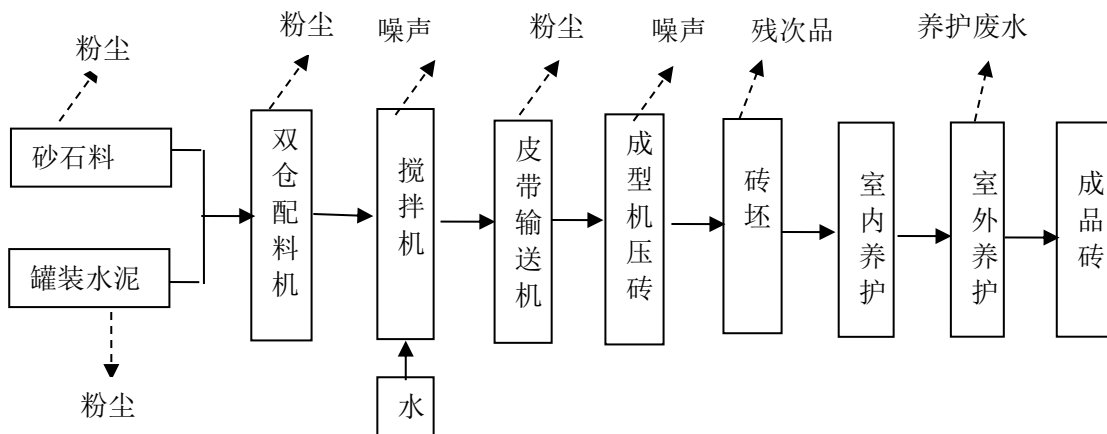 粉尘
粉尘
噪声
粉尘
噪声
残次品
养护废水
砂石料
罐装水泥
粉尘
双仓配料机
搅拌机
水
皮带输送机
成型机压砖
砖坯
室内养护
室外养护
成品砖